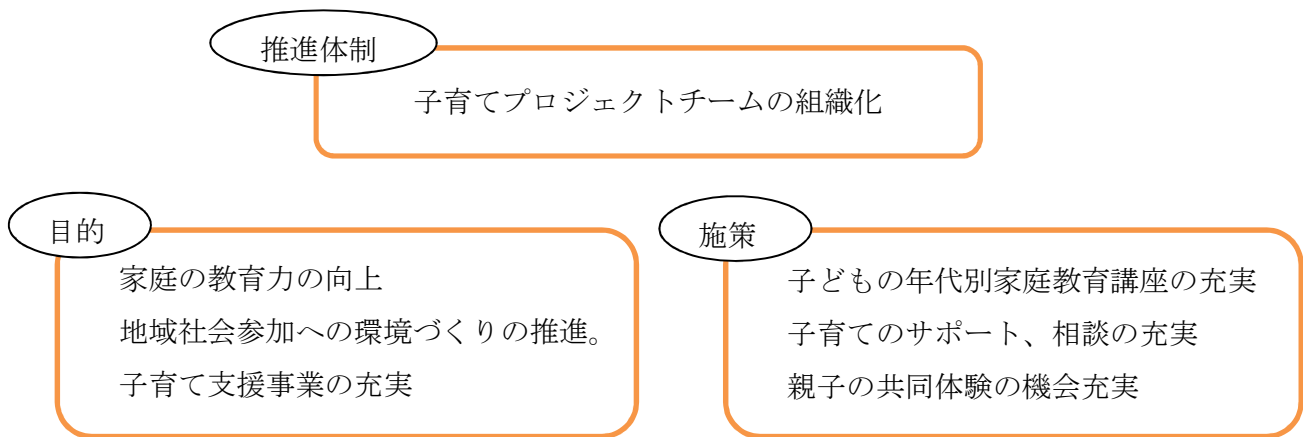 推進体制
子育てプロジェクトチームの組織化
目的
家庭の教育力の向上
地域社会参加への環境づくりの推進。
子育て支援事業の充実
施策
子どもの年代別家庭教育講座の充実
子育てのサポート、相談の充実
親子の共同体験の機会充実